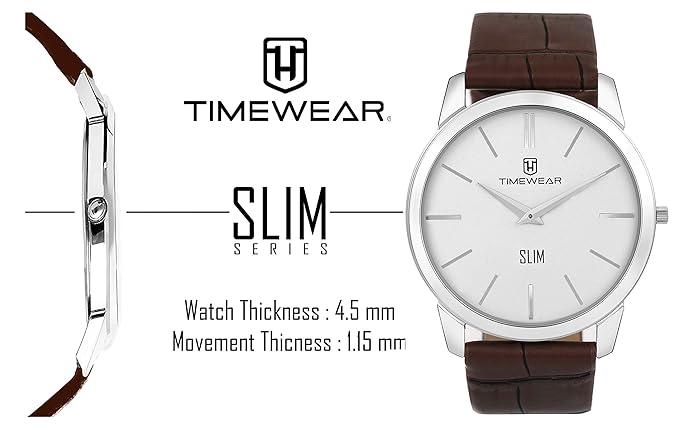 TIMEWEAR
SLIM
SERIES
Watch Thickness : 4.5 mm
Movement Thicness : 1.15 mm
TIMEWEAR
SLIM